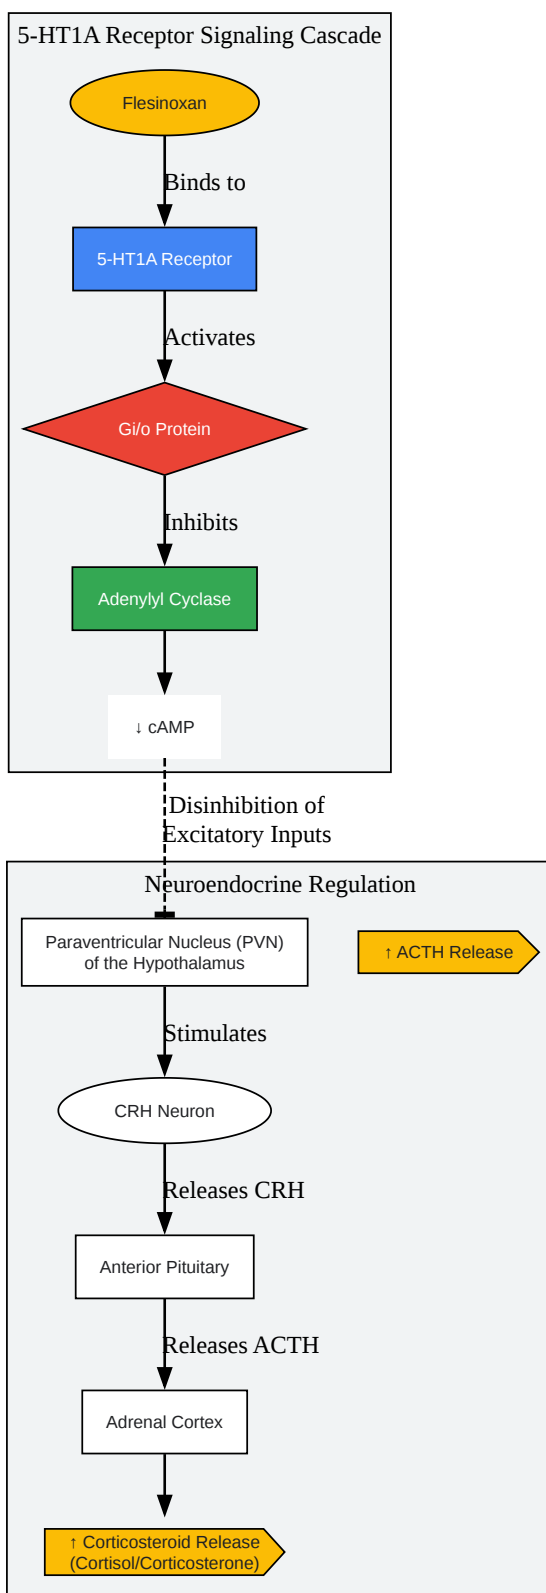 5-HT1A Receptor Signaling Cascade
Flesinoxan
Binds to
5-HT1A Receptor
Activates
Gi/o Protein
Inhibits
Adenylyl Cyclase
↓ cAMP
Disinhibition of
Excitatory Inputs
Neuroendocrine Regulation
Paraventricular Nucleus (PVN)
of the Hypothalamus
↑ ACTH Release
Stimulates
CRH Neuron
Releases CRH
Anterior Pituitary
Releases ACTH
Adrenal Cortex
↑ Corticosteroid Release
(Cortisol/Corticosterone)